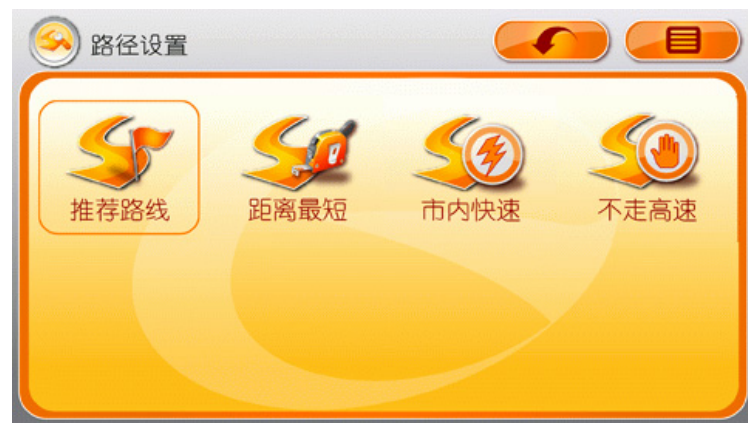 路径设置
推荐路线
距离最短
市内快速
不走高速